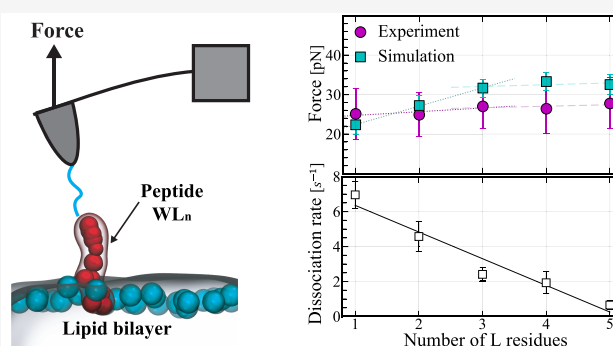 Force
Peptide
WLn
Lipid bilayer
Experiment
Simulation
Force [pN]
40
30
20
Dissociation rate [s⁻¹]
8
6
4
2
0
1 2 3 4 5
Number of L residues